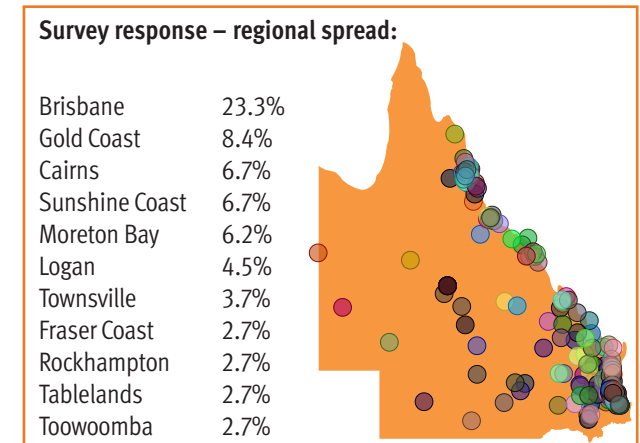 Survey response – regional spread:
Brisbane 23.3%
Gold Coast 8.4%
Cairns 6.7%
Sunshine Coast 6.7%
Moreton Bay 6.2%
Logan 4.5%
Townsville 3.7%
Fraser Coast 2.7%
Rockhampton 2.7%
Tablelands 2.7%
Toowoomba 2.7%